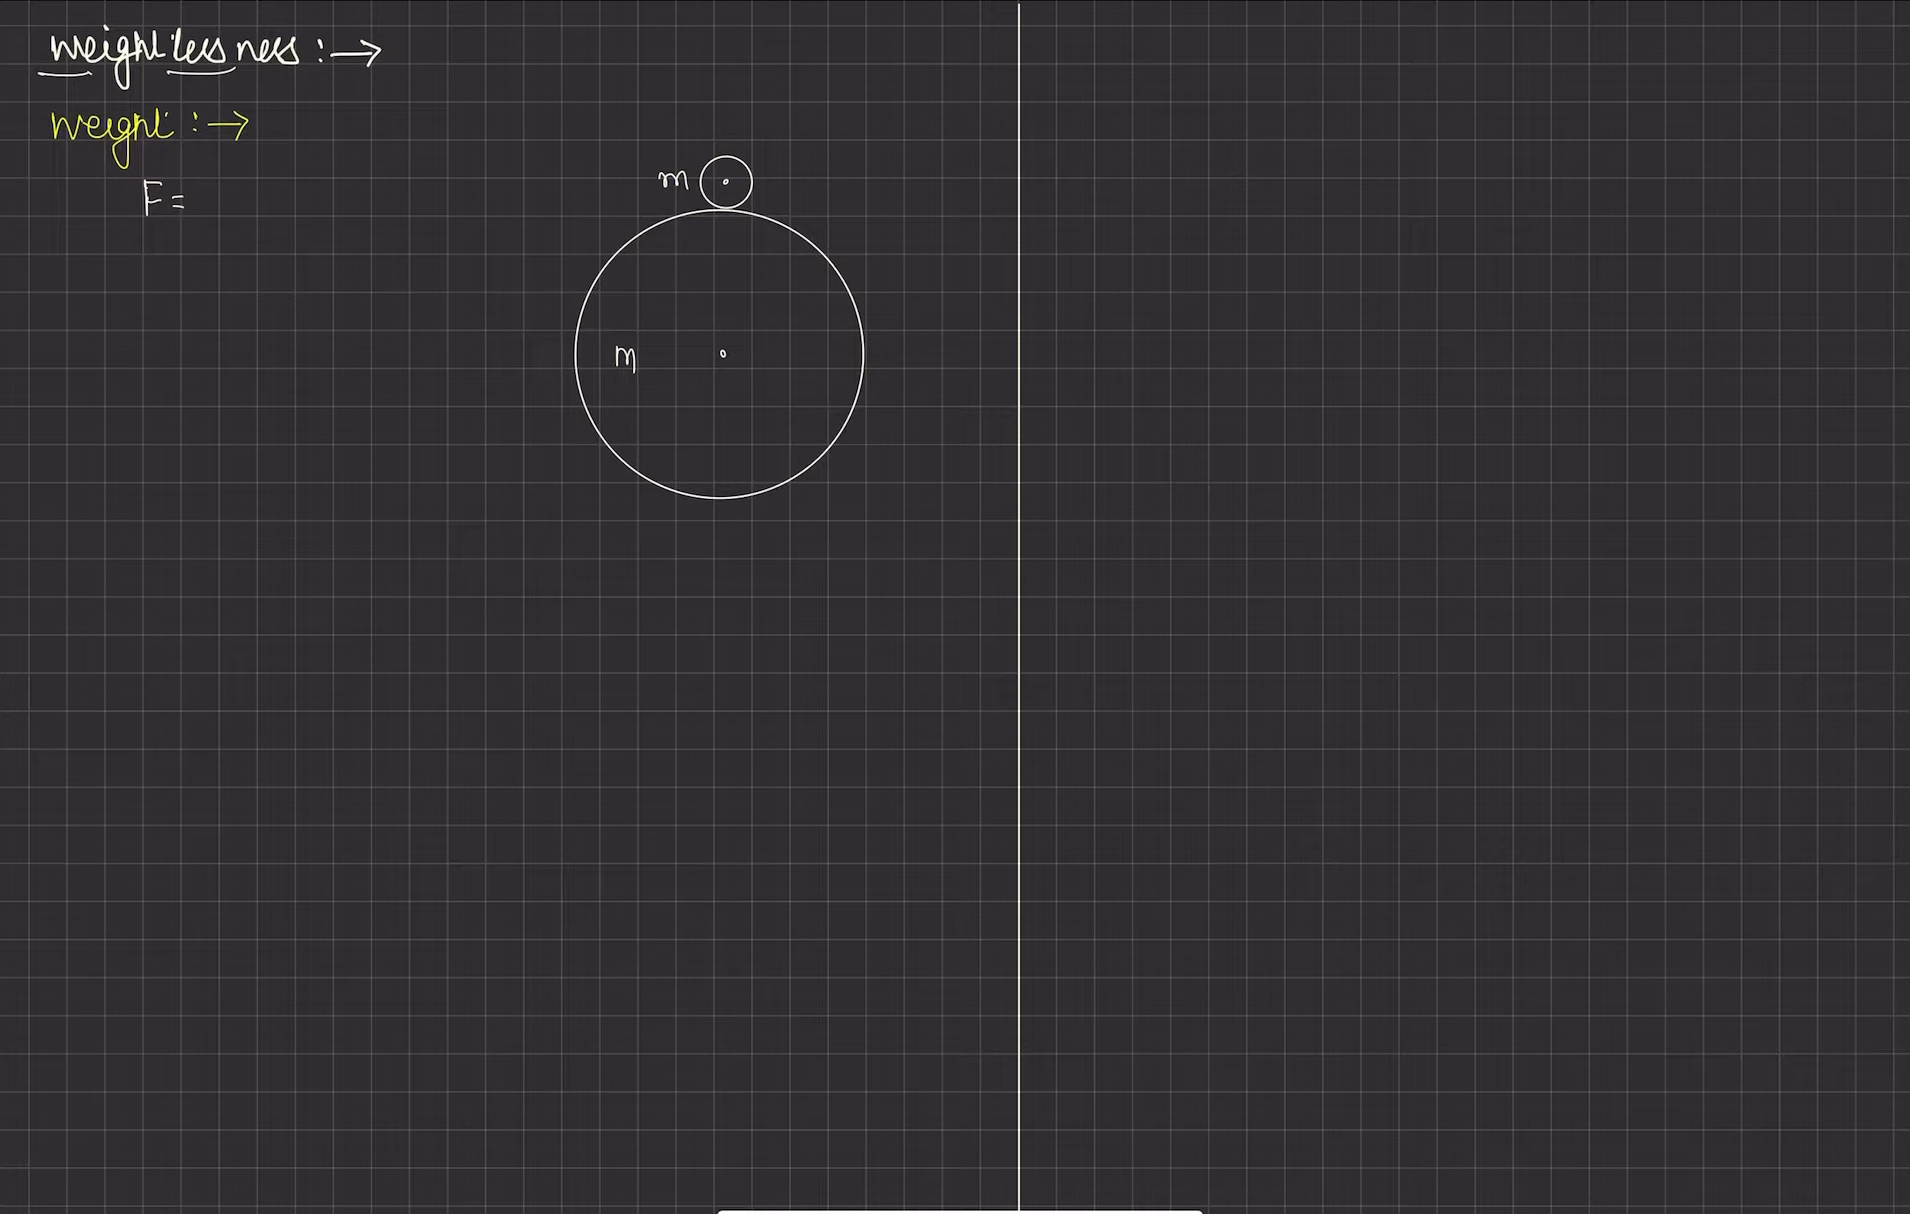 weightlessness :→
weight :→
F =
m
m